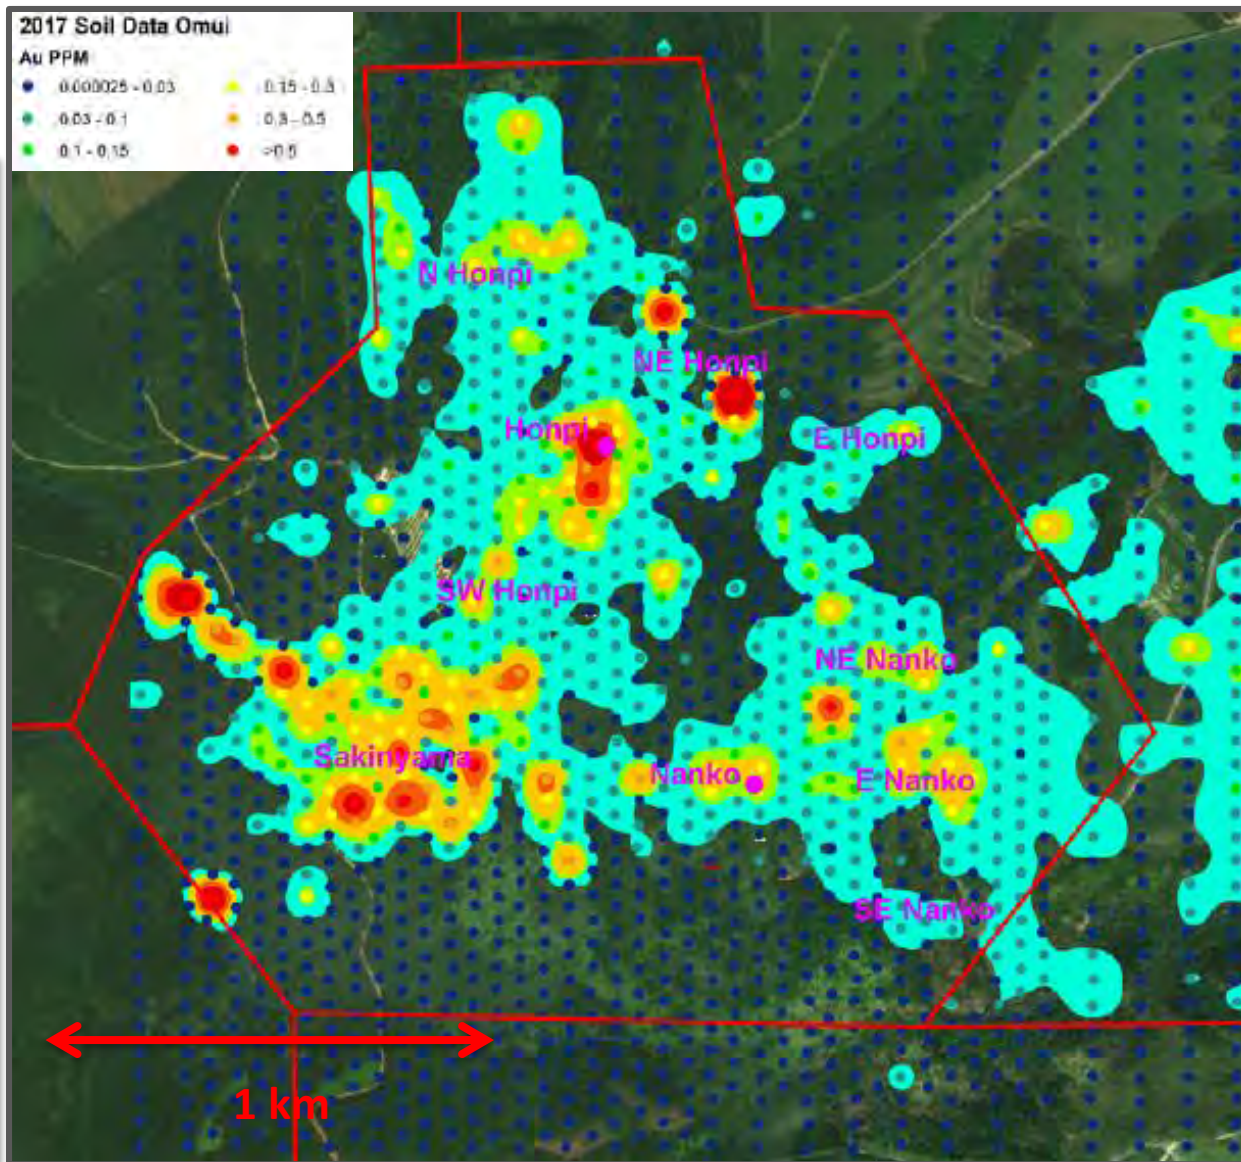 2017 Soil Data Omui
Au PPM
0.000025 - 0.03
0.15 - 0.3
0.03 - 0.1
0.3 - 0.5
0.1 - 0.15
>0.5
N Honpi
NE Honpi
Honpi
E Honpi
SW Honpi
NE Nanko
Sakinyama
Nanko
E Nanko
SE Nanko
1 km